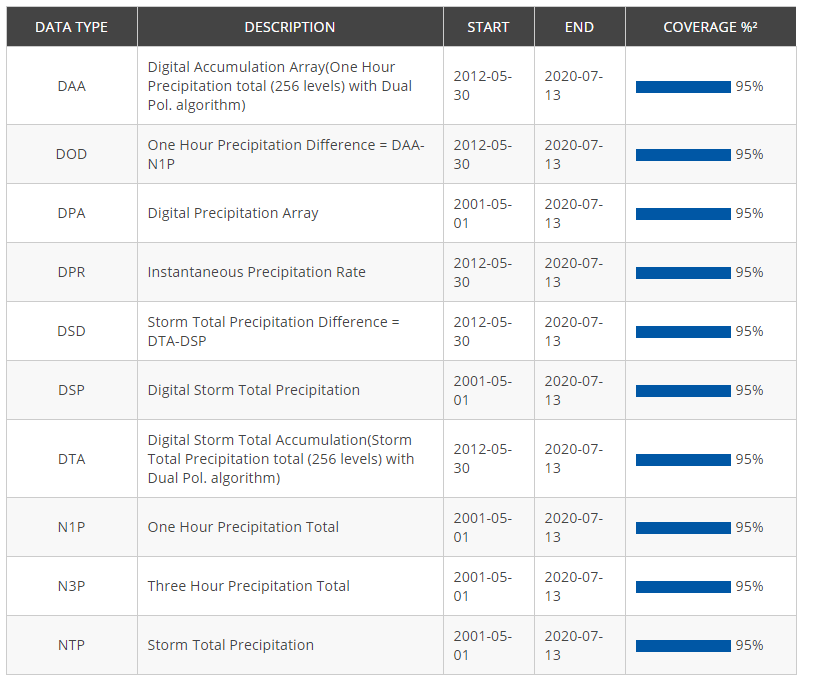 DATA TYPE DESCRIPTION START END COVERAGE %²
DAA
Digital Accumulation Array(One Hour
Precipitation total (256 levels) with Dual
Pol. algorithm)
2012-05-
30
2020-07-
13
95%
DOD
One Hour Precipitation Difference = DAA-
N1P
2012-05-
30
2020-07-
13
95%
DPA
Digital Precipitation Array
2001-05-
01
2020-07-
13
95%
DPR
Instantaneous Precipitation Rate
2012-05-
30
2020-07-
13
95%
DSD
Storm Total Precipitation Difference =
DTA-DSP
2012-05-
30
2020-07-
13
95%
DSP
Digital Storm Total Precipitation
2001-05-
01
2020-07-
13
95%
DTA
Digital Storm Total Accumulation(Storm
Total Precipitation total (256 levels) with
Dual Pol. algorithm)
2012-05-
30
2020-07-
13
95%
N1P
One Hour Precipitation Total
2001-05-
01
2020-07-
13
95%
N3P
Three Hour Precipitation Total
2001-05-
01
2020-07-
13
95%
NTP
Storm Total Precipitation
2001-05-
01
2020-07-
13
95%